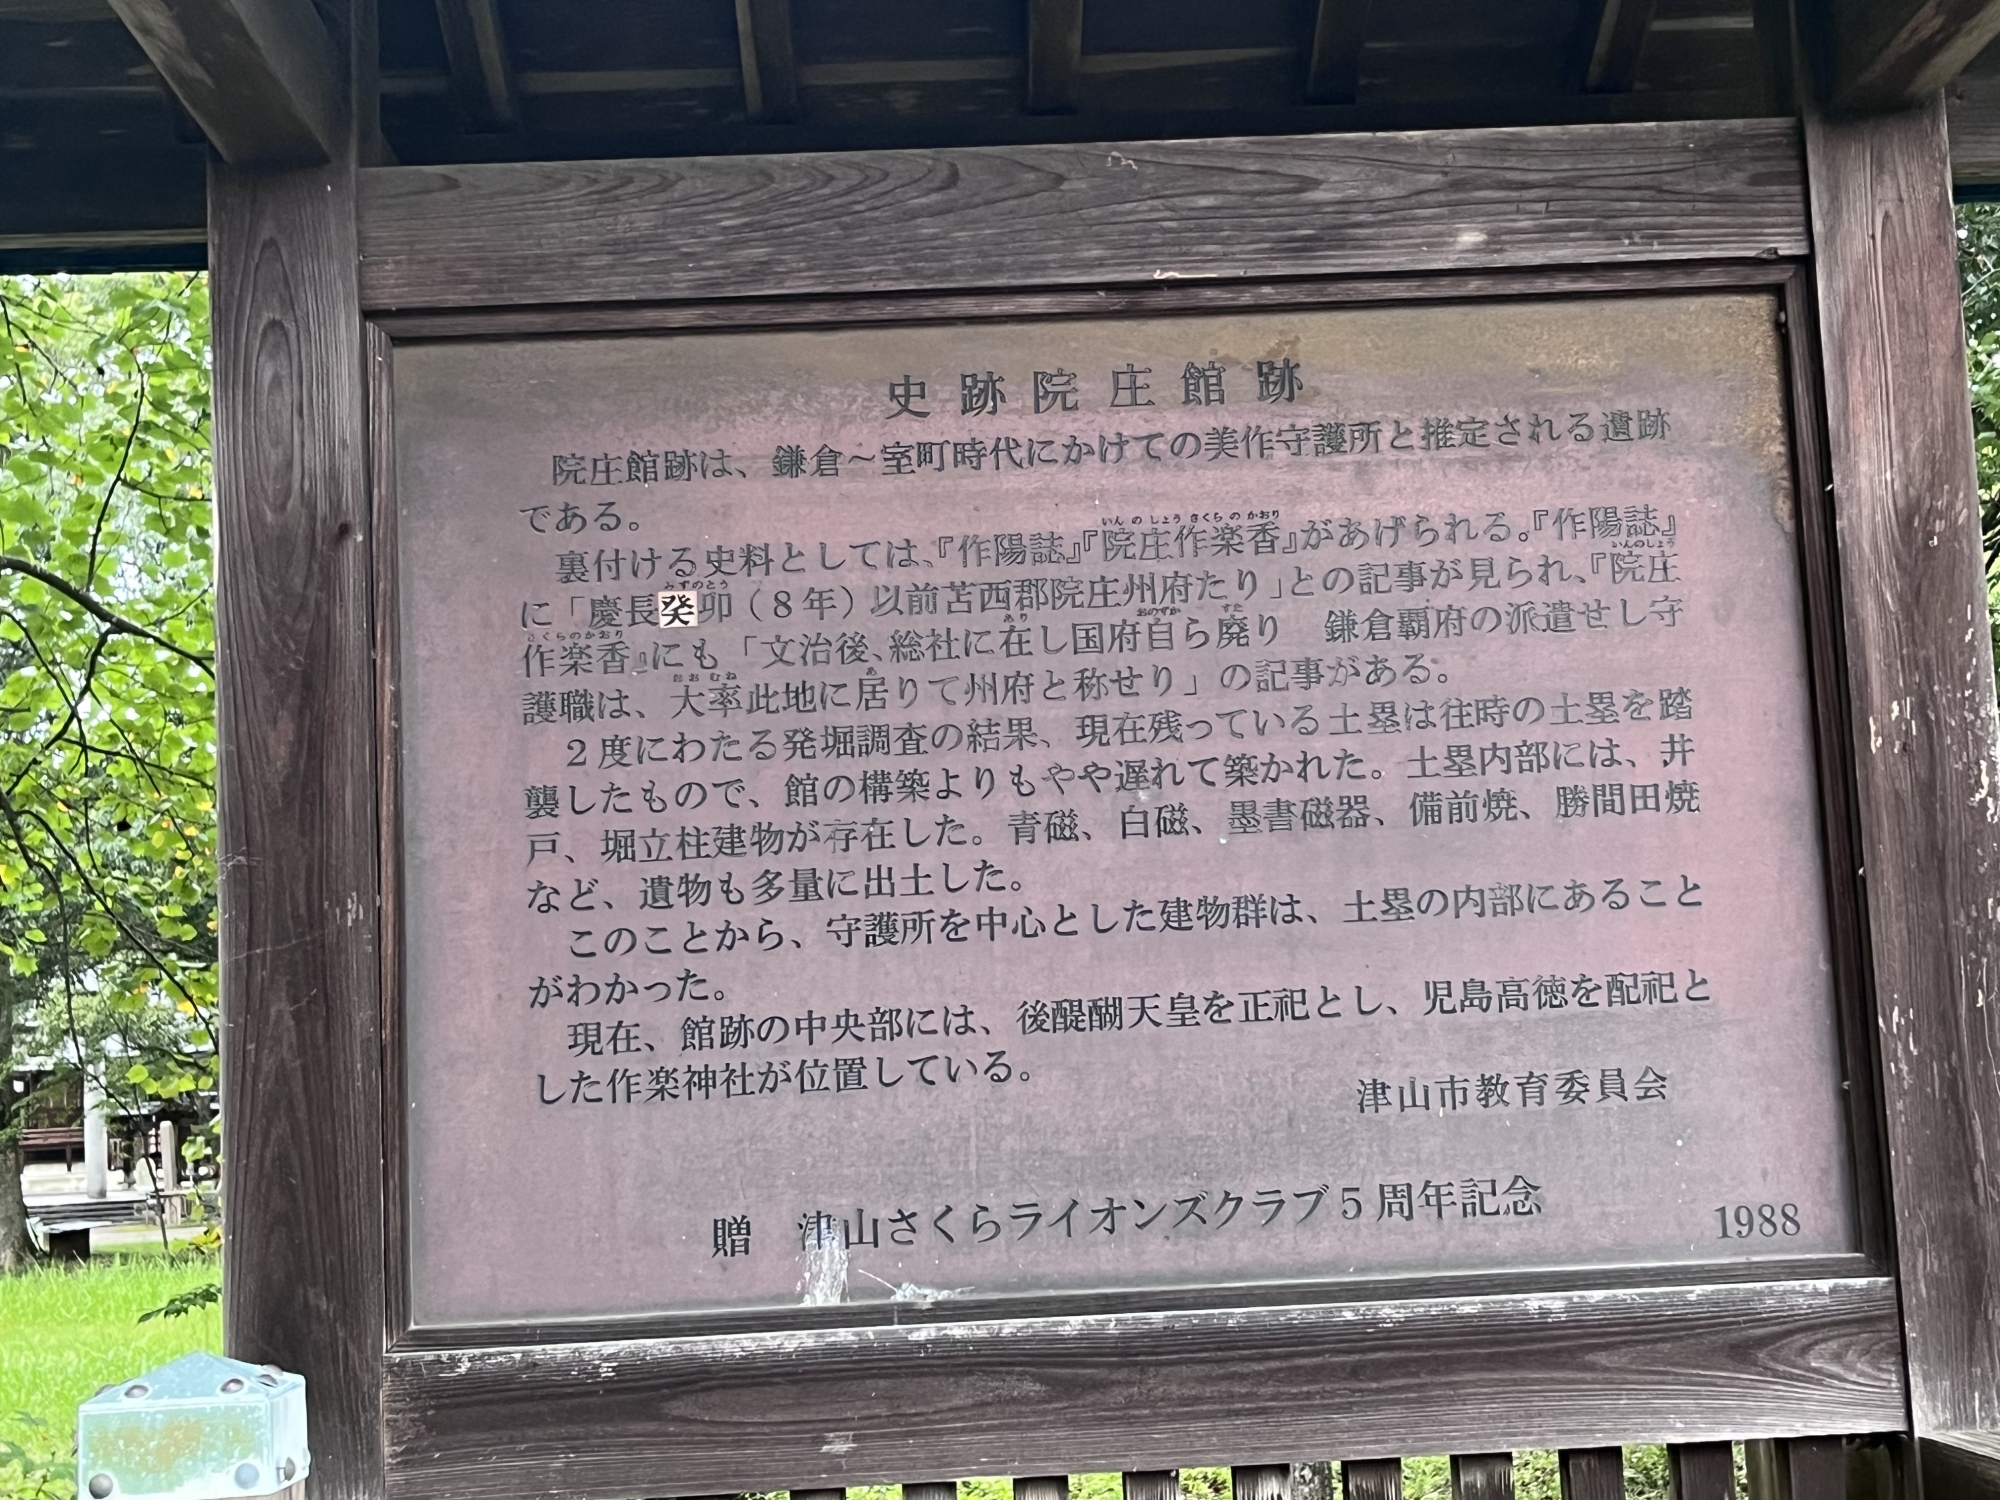 史跡院庄館跡
院庄館跡は、鎌倉～室町時代にかけての美作守護所と推定される遺跡
である。
裏付ける史料としては、『作陽誌』『院庄作楽香』があげられる。『作陽誌』
に「慶長癸卯（8年）以前苫西郡院庄州府たり」との記事が見られ、『院庄
作楽香』にも「文治後、総社に在し国府自ら廃り　鎌倉覇府の派遣せし守
護職は、大率此地に居りて州府と称せり」の記事がある。
2度にわたる発堀調査の結果、現在残っている土塁は往時の土塁を踏
襲したもので、館の構築よりもやや遅れて築かれた。土塁内部には、井
戸、堀立柱建物が存在した。青磁、白磁、墨書磁器、備前焼、勝間田焼
など、遺物も多量に出土した。
このことから、守護所を中心とした建物群は、土塁の内部にあること
がわかった。
現在、館跡の中央部には、後醍醐天皇を正祀とし、児島高徳を配祀と
した作楽神社が位置している。
津山市教育委員会
贈　津山さくらライオンズクラブ5周年記念
1988